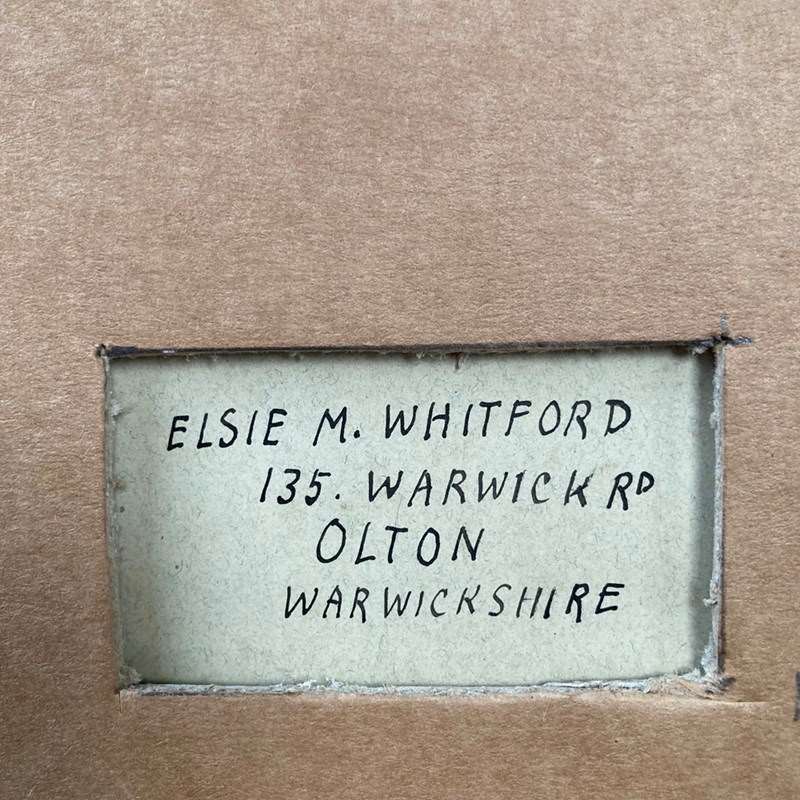 ELSIE M. WHITFORD
135. WARWICK RD
OLTON
WARWICKSHIRE